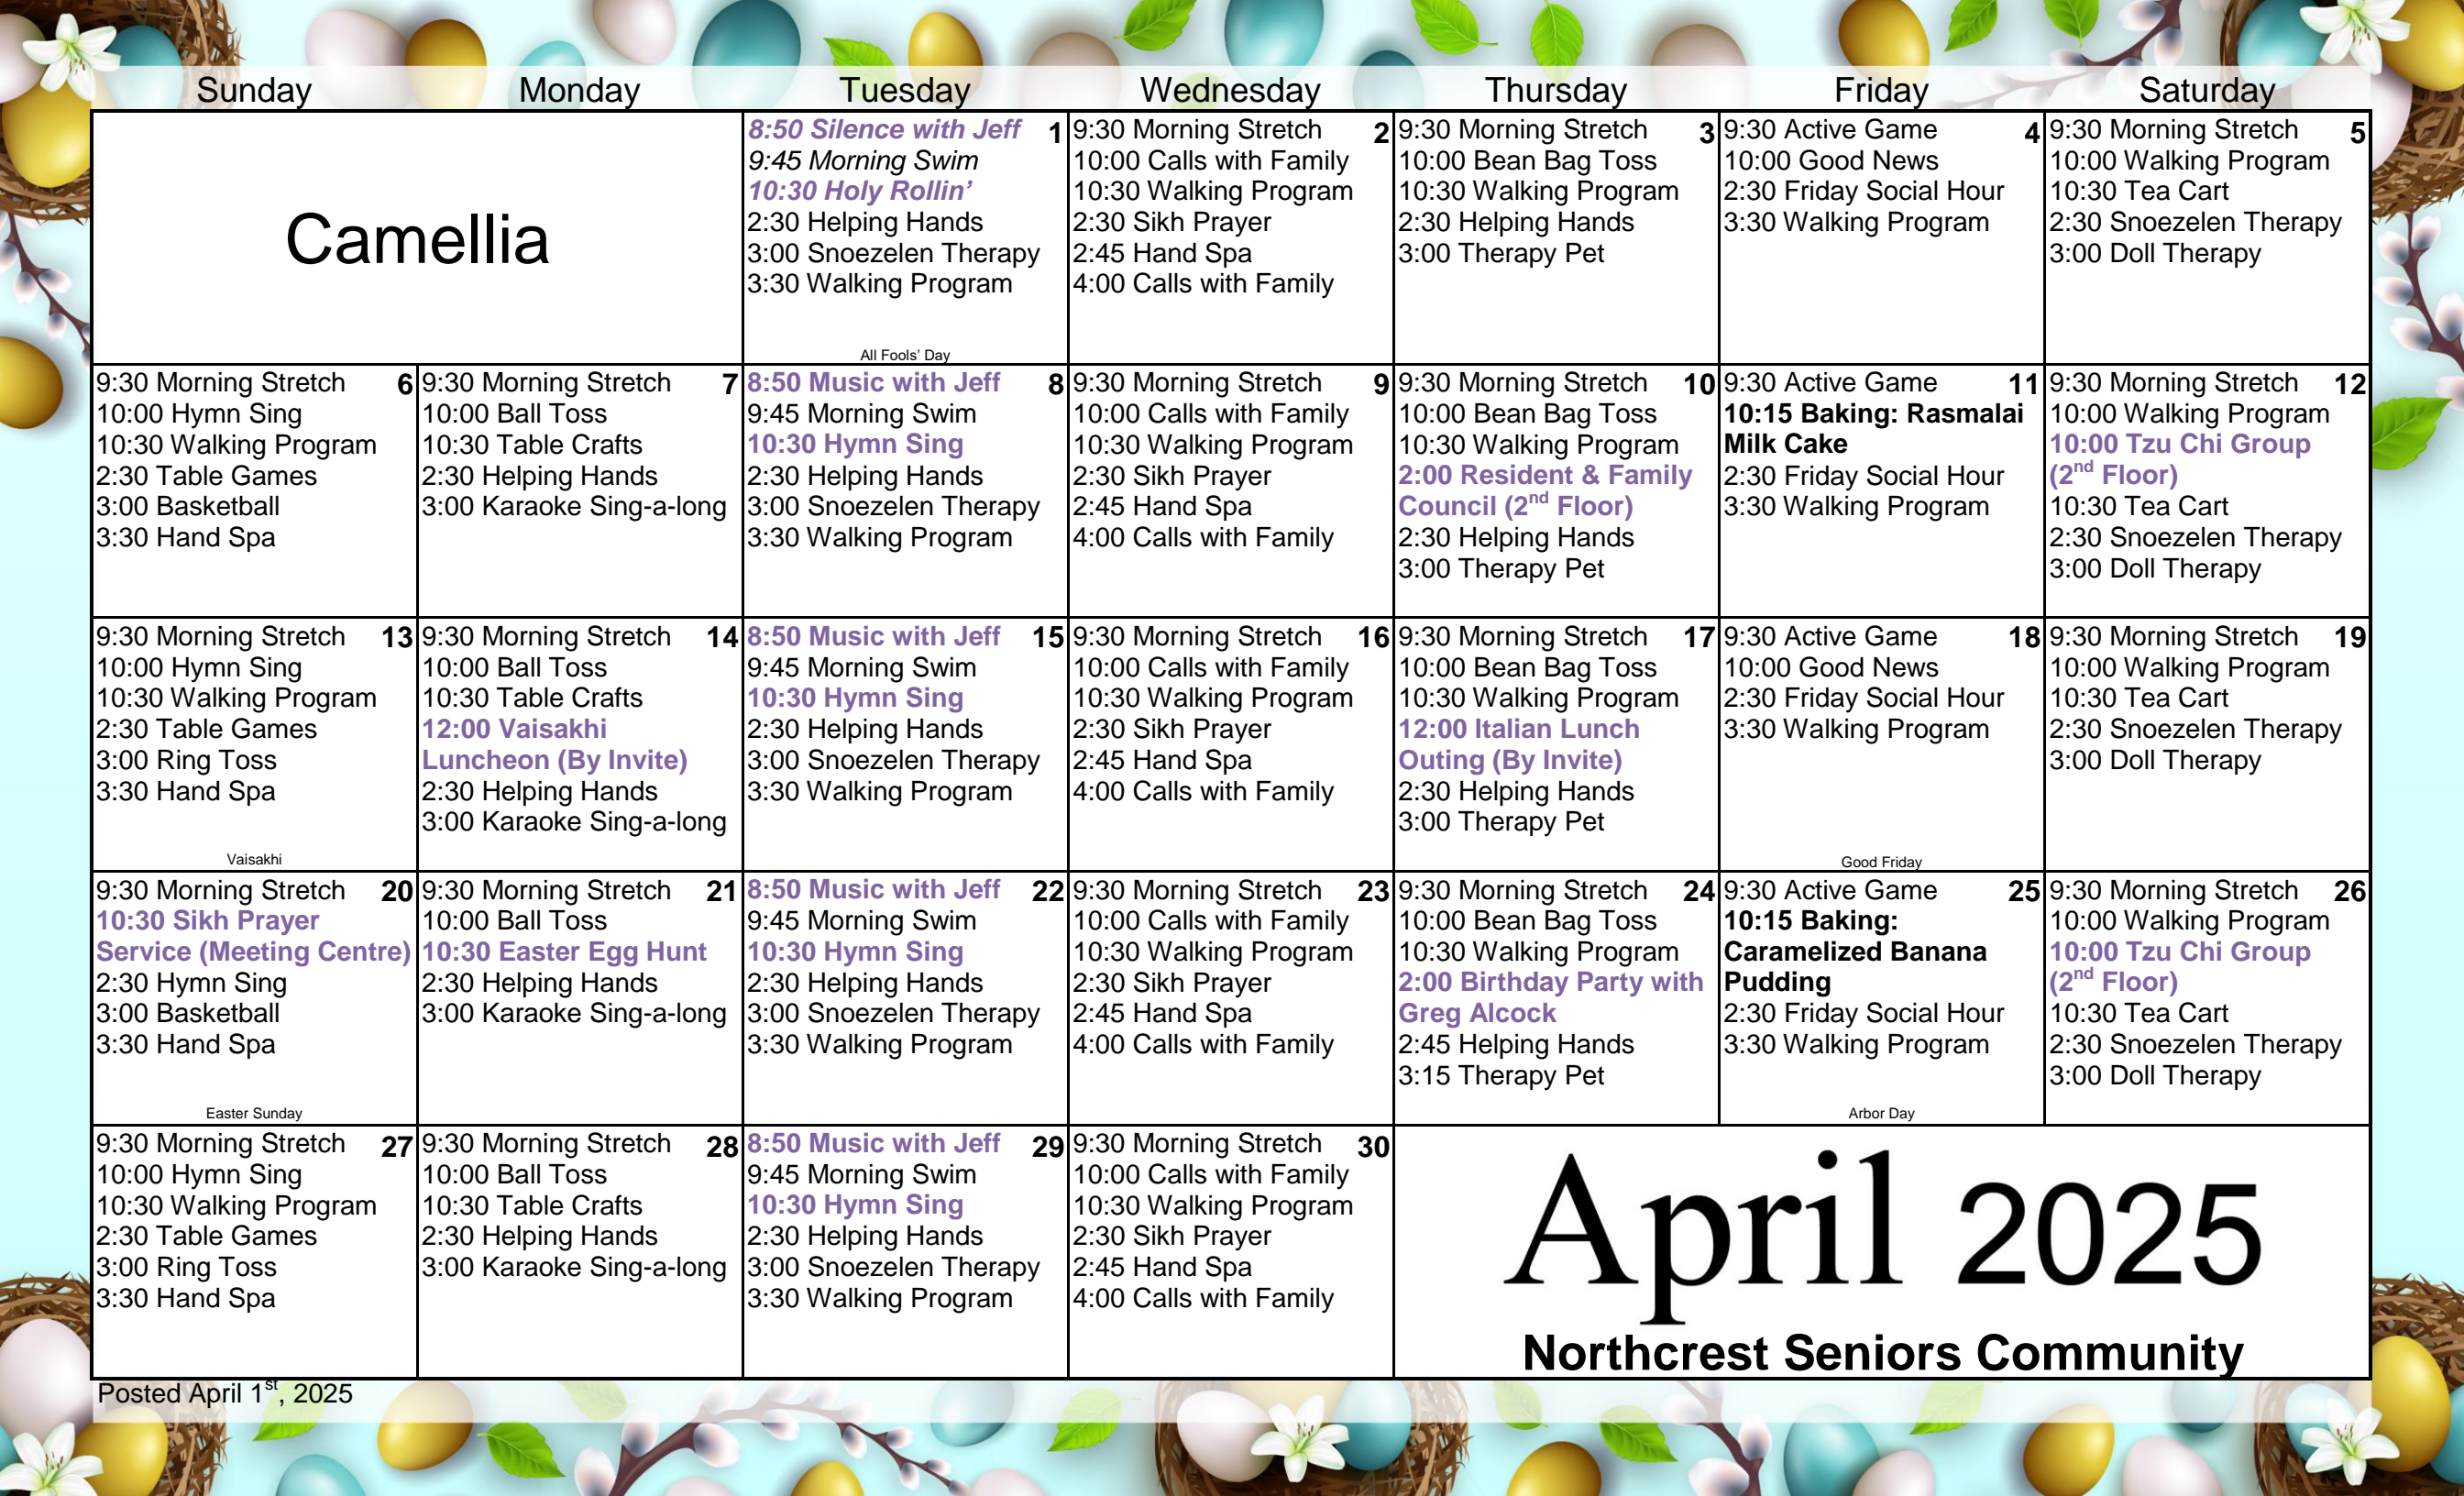 Sunday Monday Tuesday Wednesday Thursday Friday Saturday
Camellia
8:50 Silence with Jeff 1
9:45 Morning Swim
10:30 Holy Rollin’
2:30 Helping Hands
3:00 Snoezelen Therapy
3:30 Walking Program
All Fools’ Day
9:30 Morning Stretch 2
10:00 Calls with Family
10:30 Walking Program
2:30 Sikh Prayer
2:45 Hand Spa
4:00 Calls with Family
9:30 Morning Stretch 3
10:00 Bean Bag Toss
10:30 Walking Program
2:30 Helping Hands
3:00 Therapy Pet
9:30 Active Game 4
10:00 Good News
2:30 Friday Social Hour
3:30 Walking Program
9:30 Morning Stretch 5
10:00 Walking Program
10:30 Tea Cart
2:30 Snoezelen Therapy
3:00 Doll Therapy
9:30 Morning Stretch 6
10:00 Hymn Sing
10:30 Walking Program
2:30 Table Games
3:00 Basketball
3:30 Hand Spa
9:30 Morning Stretch 7
10:00 Ball Toss
10:30 Table Crafts
2:30 Helping Hands
3:00 Karaoke Sing-a-long
8:50 Music with Jeff 8
9:45 Morning Swim
10:30 Hymn Sing
2:30 Helping Hands
3:00 Snoezelen Therapy
3:30 Walking Program
9:30 Morning Stretch 9
10:00 Calls with Family
10:30 Walking Program
2:30 Sikh Prayer
2:45 Hand Spa
4:00 Calls with Family
9:30 Morning Stretch 10
10:00 Bean Bag Toss
10:30 Walking Program
2:00 Resident & Family
Council (2nd Floor)
2:30 Helping Hands
3:00 Therapy Pet
9:30 Active Game 11
10:15 Baking: Rasmalai
Milk Cake
2:30 Friday Social Hour
3:30 Walking Program
9:30 Morning Stretch 12
10:00 Walking Program
10:00 Tzu Chi Group
(2nd Floor)
10:30 Tea Cart
2:30 Snoezelen Therapy
3:00 Doll Therapy
9:30 Morning Stretch 13
10:00 Hymn Sing
10:30 Walking Program
2:30 Table Games
3:00 Ring Toss
3:30 Hand Spa
Vaisakhi
9:30 Morning Stretch 14
10:00 Ball Toss
10:30 Table Crafts
12:00 Vaisakhi
Luncheon (By Invite)
2:30 Helping Hands
3:00 Karaoke Sing-a-long
8:50 Music with Jeff 15
9:45 Morning Swim
10:30 Hymn Sing
2:30 Helping Hands
3:00 Snoezelen Therapy
3:30 Walking Program
9:30 Morning Stretch 16
10:00 Calls with Family
10:30 Walking Program
2:30 Sikh Prayer
2:45 Hand Spa
4:00 Calls with Family
9:30 Morning Stretch 17
10:00 Bean Bag Toss
10:30 Walking Program
12:00 Italian Lunch
Outing (By Invite)
2:30 Helping Hands
3:00 Therapy Pet
9:30 Active Game 18
10:00 Good News
2:30 Friday Social Hour
3:30 Walking Program
Good Friday
9:30 Morning Stretch 19
10:00 Walking Program
10:30 Tea Cart
2:30 Snoezelen Therapy
3:00 Doll Therapy
9:30 Morning Stretch 20
10:30 Sikh Prayer
Service (Meeting Centre)
2:30 Hymn Sing
3:00 Basketball
3:30 Hand Spa
Easter Sunday
9:30 Morning Stretch 21
10:00 Ball Toss
10:30 Easter Egg Hunt
2:30 Helping Hands
3:00 Karaoke Sing-a-long
8:50 Music with Jeff 22
9:45 Morning Swim
10:30 Hymn Sing
2:30 Helping Hands
3:00 Snoezelen Therapy
3:30 Walking Program
9:30 Morning Stretch 23
10:00 Calls with Family
10:30 Walking Program
2:30 Sikh Prayer
2:45 Hand Spa
4:00 Calls with Family
9:30 Morning Stretch 24
10:00 Bean Bag Toss
10:30 Walking Program
2:00 Birthday Party with
Greg Alcock
2:45 Helping Hands
3:15 Therapy Pet
9:30 Active Game 25
10:15 Baking:
Caramelized Banana
Pudding
2:30 Friday Social Hour
3:30 Walking Program
Arbor Day
9:30 Morning Stretch 26
10:00 Walking Program
10:00 Tzu Chi Group
(2nd Floor)
10:30 Tea Cart
2:30 Snoezelen Therapy
3:00 Doll Therapy
9:30 Morning Stretch 27
10:00 Hymn Sing
10:30 Walking Program
2:30 Table Games
3:00 Ring Toss
3:30 Hand Spa
9:30 Morning Stretch 28
10:00 Ball Toss
10:30 Table Crafts
2:30 Helping Hands
3:00 Karaoke Sing-a-long
8:50 Music with Jeff 29
9:45 Morning Swim
10:30 Hymn Sing
2:30 Helping Hands
3:00 Snoezelen Therapy
3:30 Walking Program
9:30 Morning Stretch 30
10:00 Calls with Family
10:30 Walking Program
2:30 Sikh Prayer
2:45 Hand Spa
4:00 Calls with Family
April 2025
Northcrest Seniors Community
Posted April 1st, 2025